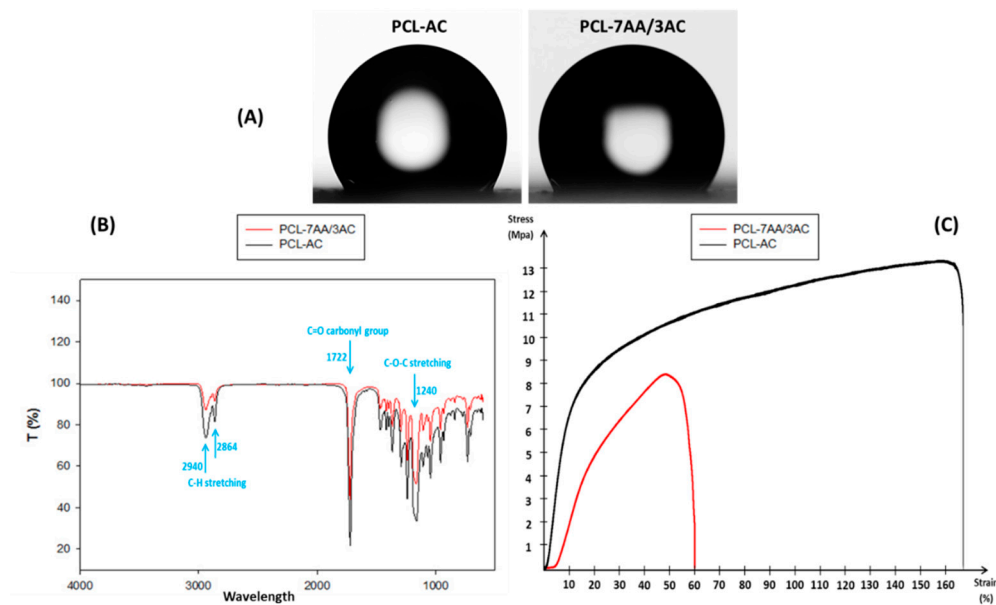 PCL-AC
PCL-7AA/3AC
(A)
(B)
PCL-7AA/3AC
PCL-AC
140
120
100
80
60
40
20
T (%)
C=O carbonyl group
1722
C-O-C stretching
1240
2940
2864
C-H stretching
4000
3000
2000
1000
Wavelength
Stress
(Mpa)
PCL-7AA/3AC
PCL-AC
(C)
13
12
11
10
9
8
7
6
5
4
3
2
1
10 20 30 40 50 60 70 80 90 100 110 120 130 140 150 160
Strain
(%)